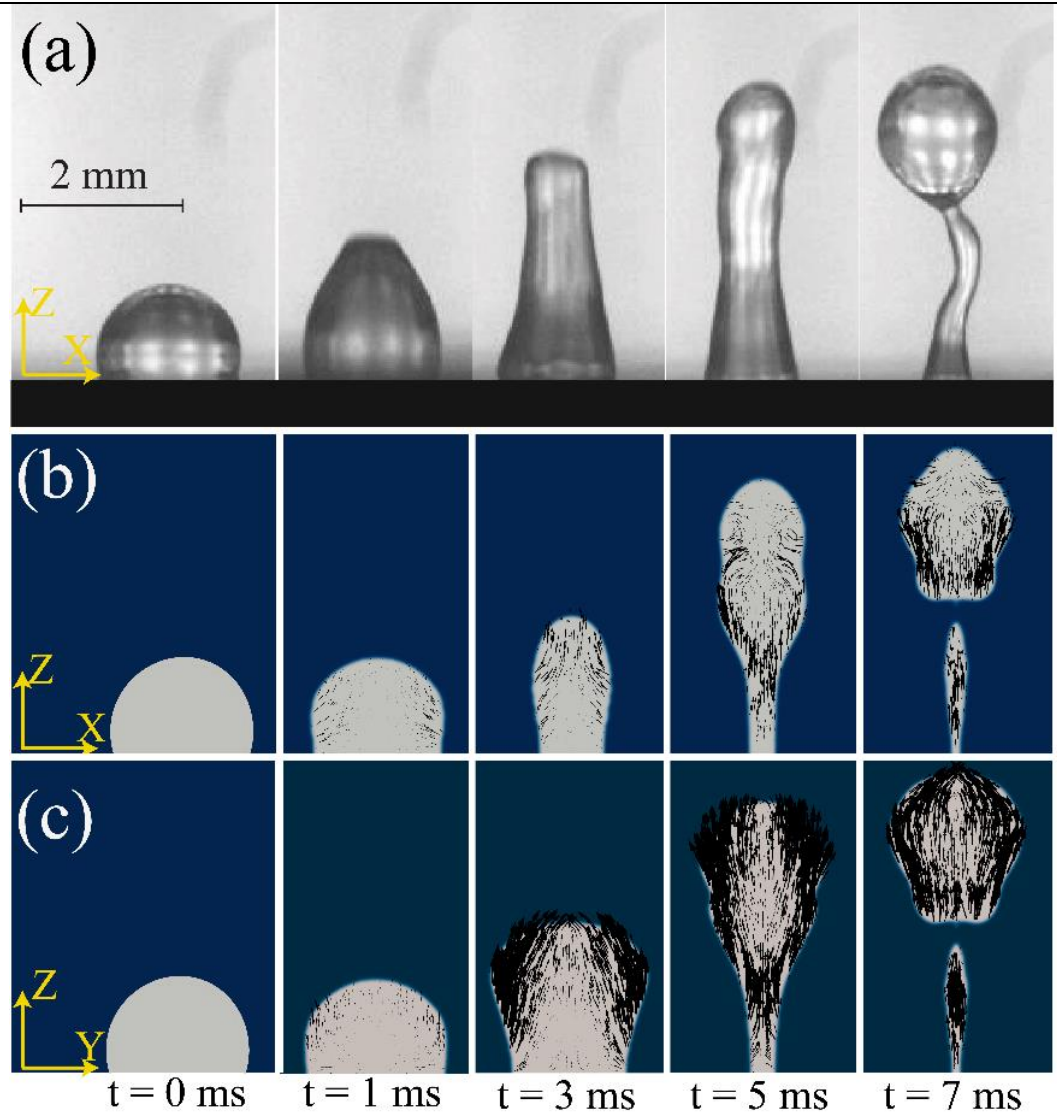 (a)
2 mm
Z
X
(b)
Z
X
(c)
Z
Y
t = 0 ms
t = 1 ms
t = 3 ms
t = 5 ms
t = 7 ms